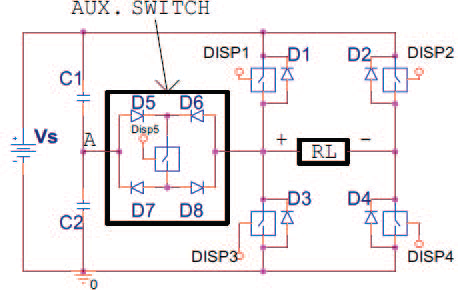 AUX. SWITCH
DISP1 D1 D2 DISP2
C1
D5 D6
Disp5
Vs A + RL -
D7 D8
D3 D4
C2
DISP3 DISP4
0